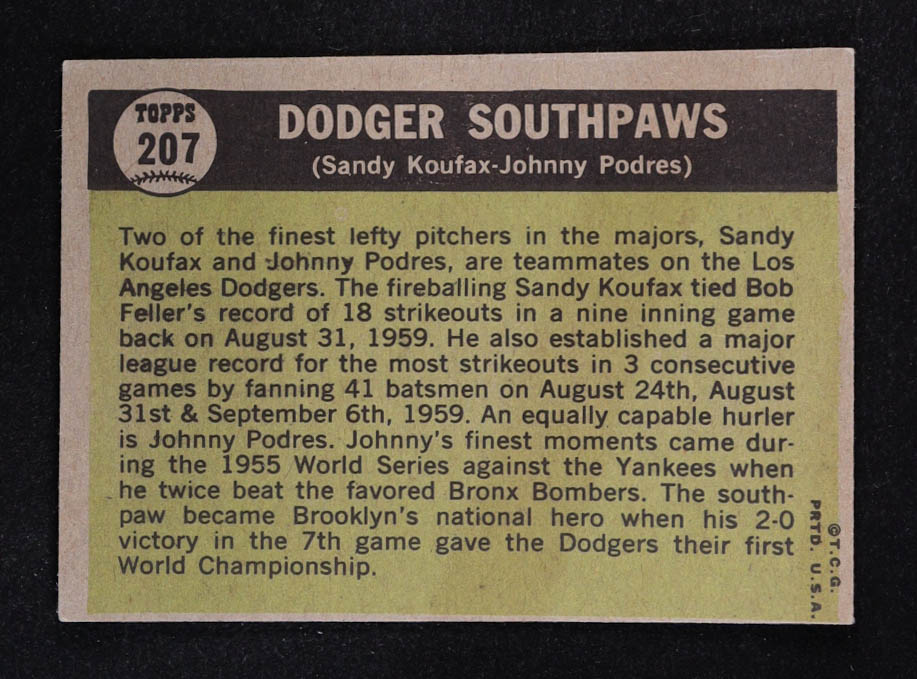 TOPPS
207
DODGER SOUTHPAWS
(Sandy Koufax-Johnny Podres)
Two of the finest lefty pitchers in the majors, Sandy
Koufax and Johnny Podres, are teammates on the Los
Angeles Dodgers. The fireballing Sandy Koufax tied Bob
Feller's record of 18 strikeouts in a nine inning game
back on August 31, 1959. He also established a major
league record for the most strikeouts in 3 consecutive
games by fanning 41 batsmen on August 24th, August
31st & September 6th, 1959. An equally capable hurler
is Johnny Podres. Johnny's finest moments came dur-
ing the 1955 World Series against the Yankees when
he twice beat the favored Bronx Bombers. The south-
paw became Brooklyn's national hero when his 2-0
victory in the 7th game gave the Dodgers their first
World Championship.
©T.C.G.
PRTD. U.S.A.